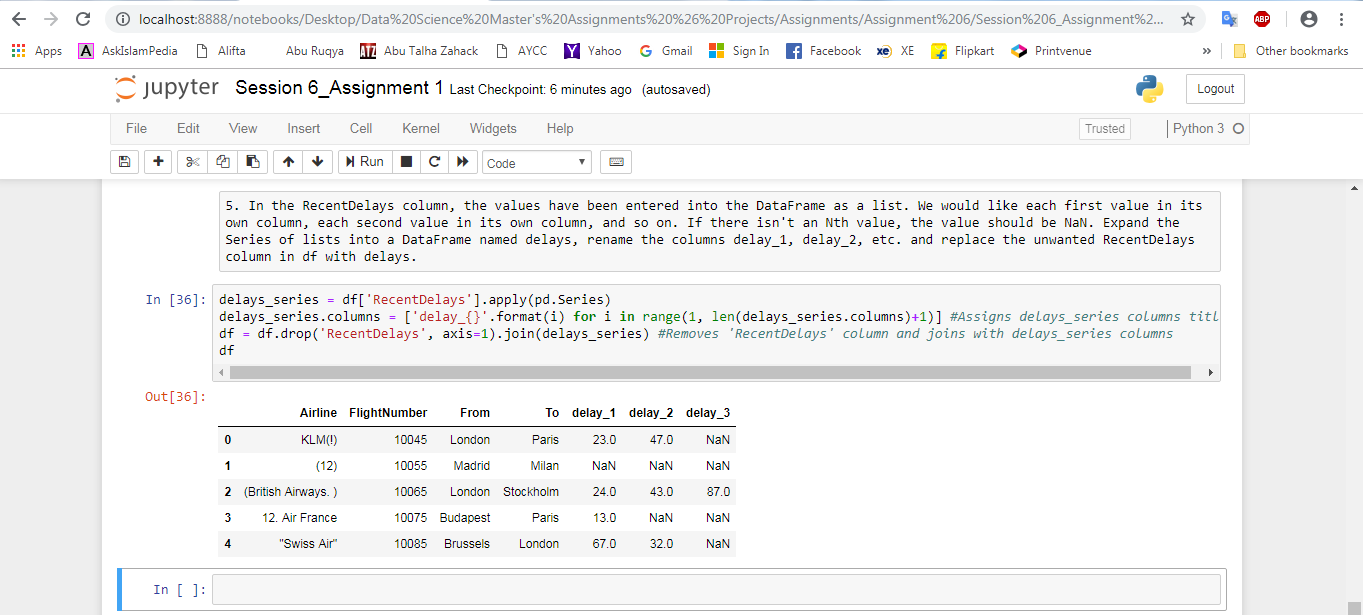 localhost:8888/notebooks/Desktop/Data%20Science%20Master's%20Assignments%20%26%20Projects/Assignments/Assignment%206/Session%206_Assignment%2... ABP
Apps A AskIslamPedia Alifta Abu Ruqya ATZ Abu Talha Zahack AYCC Y Yahoo G Gmail Sign In f Facebook xe XE Flipkart Printvenue » Other bookmarks
jupyter Session 6_Assignment 1 Last Checkpoint: 6 minutes ago (autosaved) Logout
File Edit View Insert Cell Kernel Widgets Help Trusted Python 3
Run Code
5. In the RecentDelays column, the values have been entered into the DataFrame as a list. We would like each first value in its
own column, each second value in its own column, and so on. If there isn't an Nth value, the value should be NaN. Expand the
Series of lists into a DataFrame named delays, rename the columns delay_1, delay_2, etc. and replace the unwanted RecentDelays
column in df with delays.
In [36]: delays_series = df['RecentDelays'].apply(pd.Series)
delays_series.columns = ['delay_{}'.format(i) for i in range(1, len(delays_series.columns)+1)] #Assigns delays_series columns titl
df = df.drop('RecentDelays', axis=1).join(delays_series) #Removes 'RecentDelays' column and joins with delays_series columns
df
Out[36]:
Airline FlightNumber From To delay_1 delay_2 delay_3
0 KLM(!) 10045 London Paris 23.0 47.0 NaN
1 (12) 10055 Madrid Milan NaN NaN NaN
2 (British Airways. ) 10065 London Stockholm 24.0 43.0 87.0
3 12. Air France 10075 Budapest Paris 13.0 NaN NaN
4 "Swiss Air" 10085 Brussels London 67.0 32.0 NaN
In [ ]: